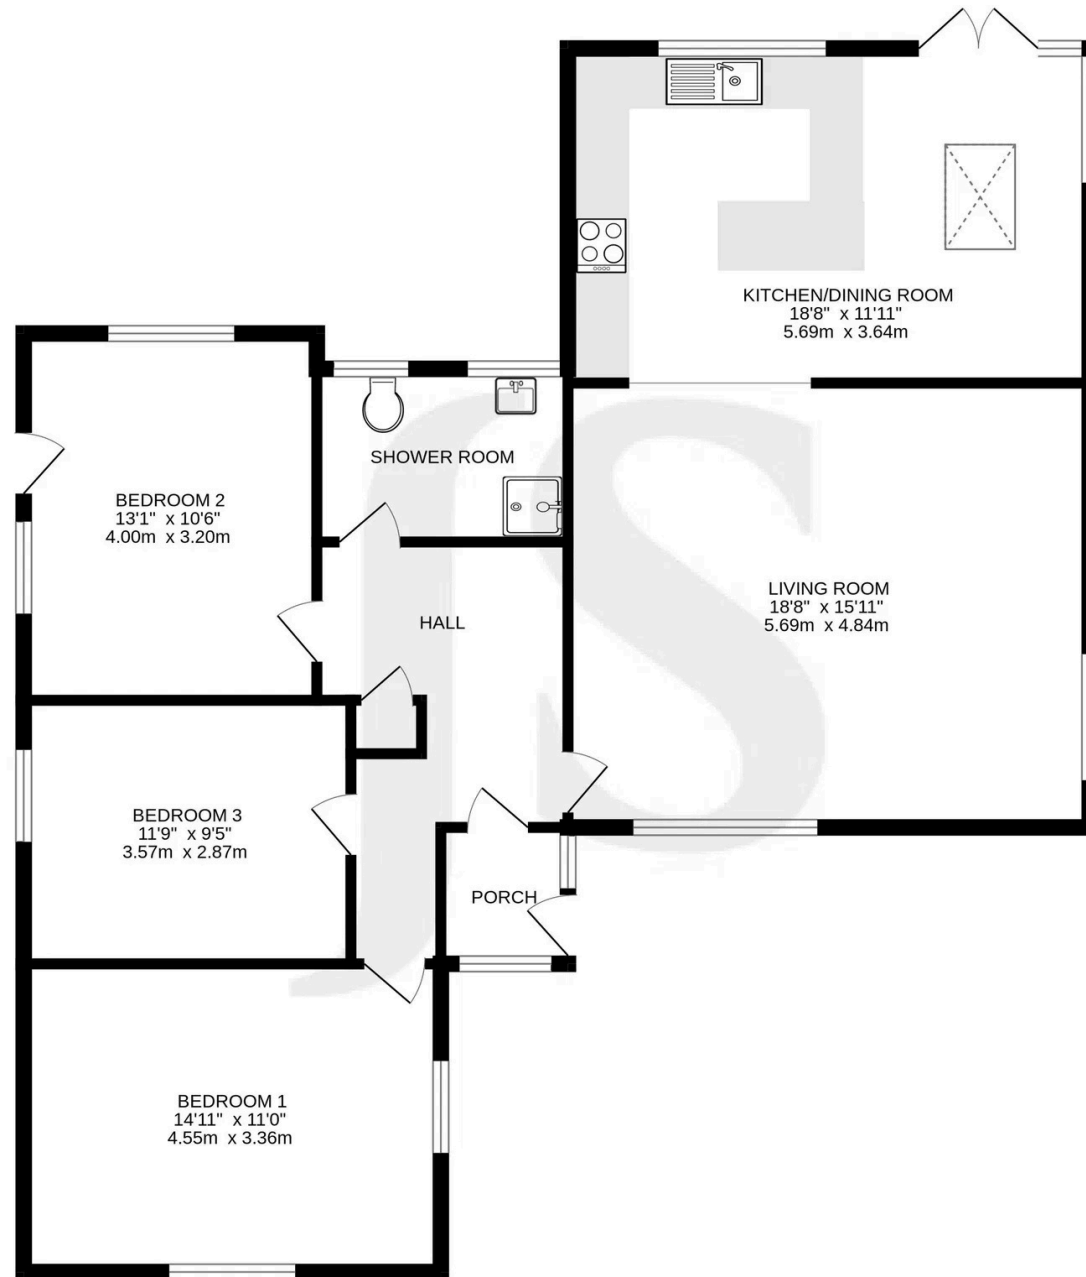 KITCHEN/DINING ROOM
18'8" x 11'11"
5.69m x 3.64m
SHOWER ROOM
BEDROOM 2
13'1" x 10'6"
4.00m x 3.20m
LIVING ROOM
18'8" x 15'11"
5.69m x 4.84m
HALL
BEDROOM 3
11'9" x 9'5"
3.57m x 2.87m
PORCH
BEDROOM 1
14'11" x 11'0"
4.55m x 3.36m
JS